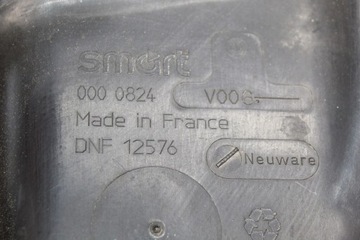 smart
000 0824 V006
Made in France
DNF 12576
Neuware